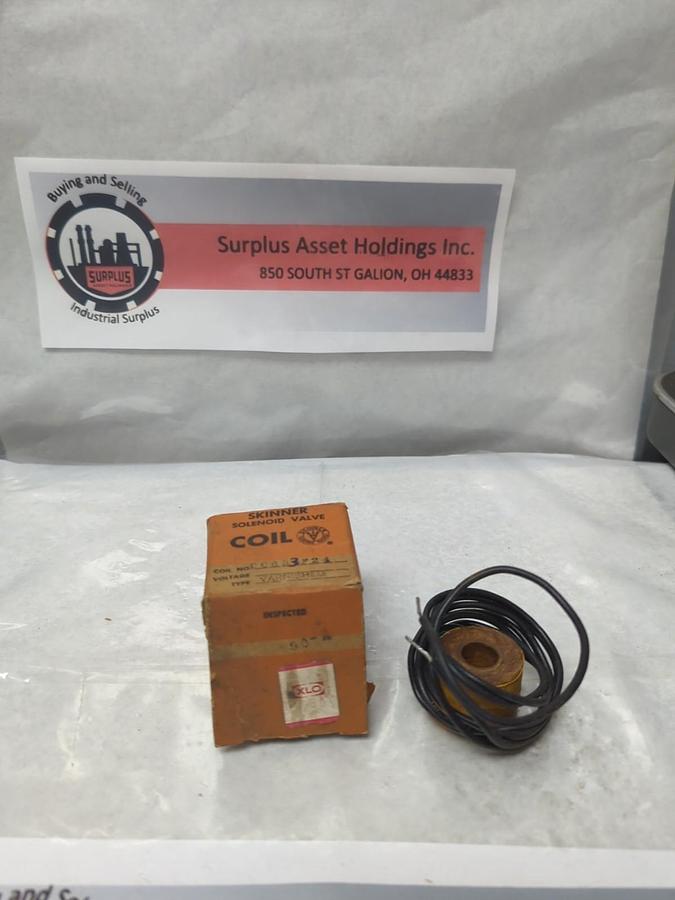 Buying and Selling
SURPLUS
Industrial Surplus
Surplus Asset Holdings Inc.
850 SOUTH ST GALION, OH 44833
SKINNER
SOLENOID VALVE
COIL
COIL NO.
VOLTAGE
TYPE
INSPECTED
XLO
and